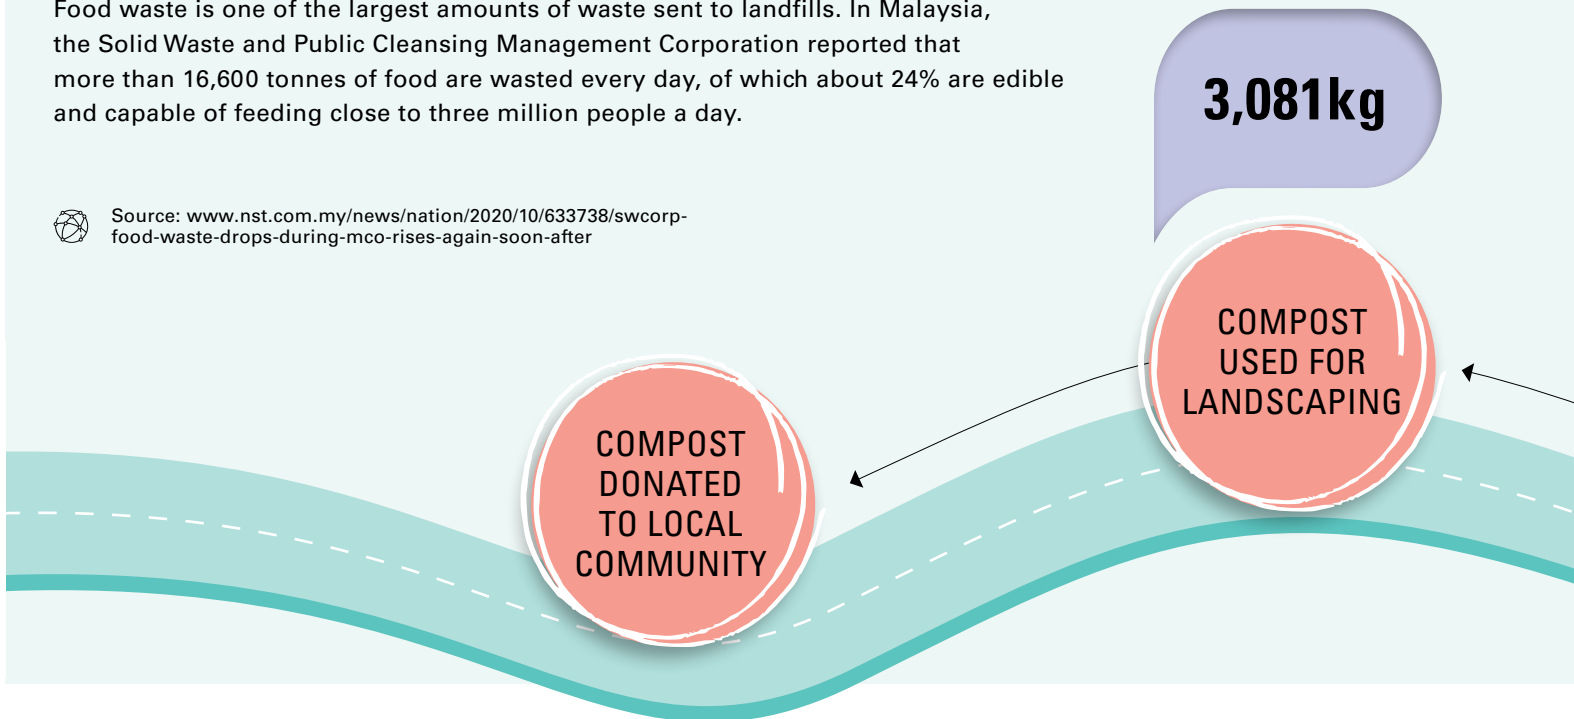 Food waste is one of the largest amounts of waste sent to landfills. In Malaysia,
the Solid Waste and Public Cleansing Management Corporation reported that
more than 16,600 tonnes of food are wasted every day, of which about 24% are edible
and capable of feeding close to three million people a day.
Source: www.nst.com.my/news/nation/2020/10/633738/swcorp-
food-waste-drops-during-mco-rises-again-soon-after
3,081kg
COMPOST
USED FOR
LANDSCAPING
COMPOST
DONATED
TO LOCAL
COMMUNITY